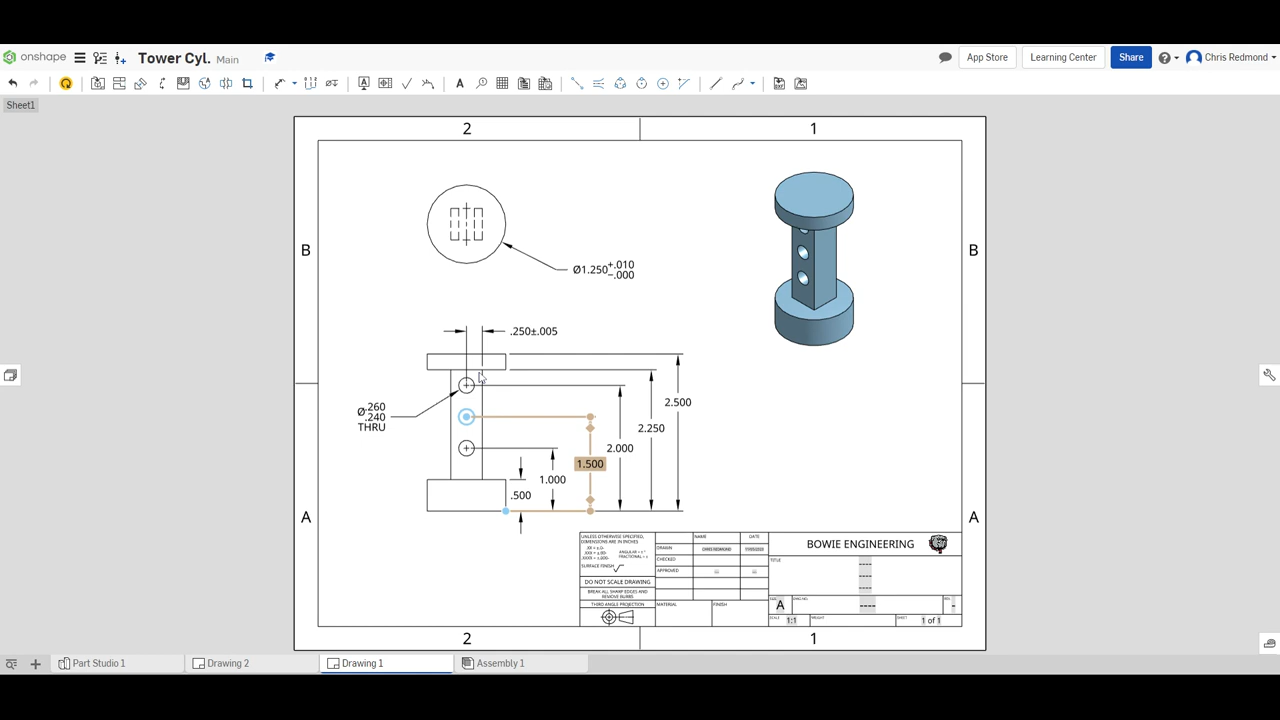 onshape
Tower Cyl. Main
App Store
Learning Center
Share
Chris Redmond
Sheet1
2 1
B B
Ø1.250 +.010 -.000
.250±.005
Ø .260 .240 THRU
2.500
2.250
2.000
1.500
1.000
.500
A A
UNLESS OTHERWISE SPECIFIED,
DIMENSIONS ARE IN INCHES
SURFACE FINISH
DO NOT SCALE DRAWING
BREAK ALL SHARP EDGES AND
REMOVE BURRS
THIRD ANGLE PROJECTION
NAME DATE
DRAWN CHRIS REDMOND
CHECKED
APPROVED
MATERIAL FINISH
BOWIE ENGINEERING
TITLE
----
----
----
SIZE A ---- -
SCALE 1:1 WEIGHT SHEET 1 of 1
2 1
Part Studio 1
Drawing 2
Drawing 1
Assembly 1